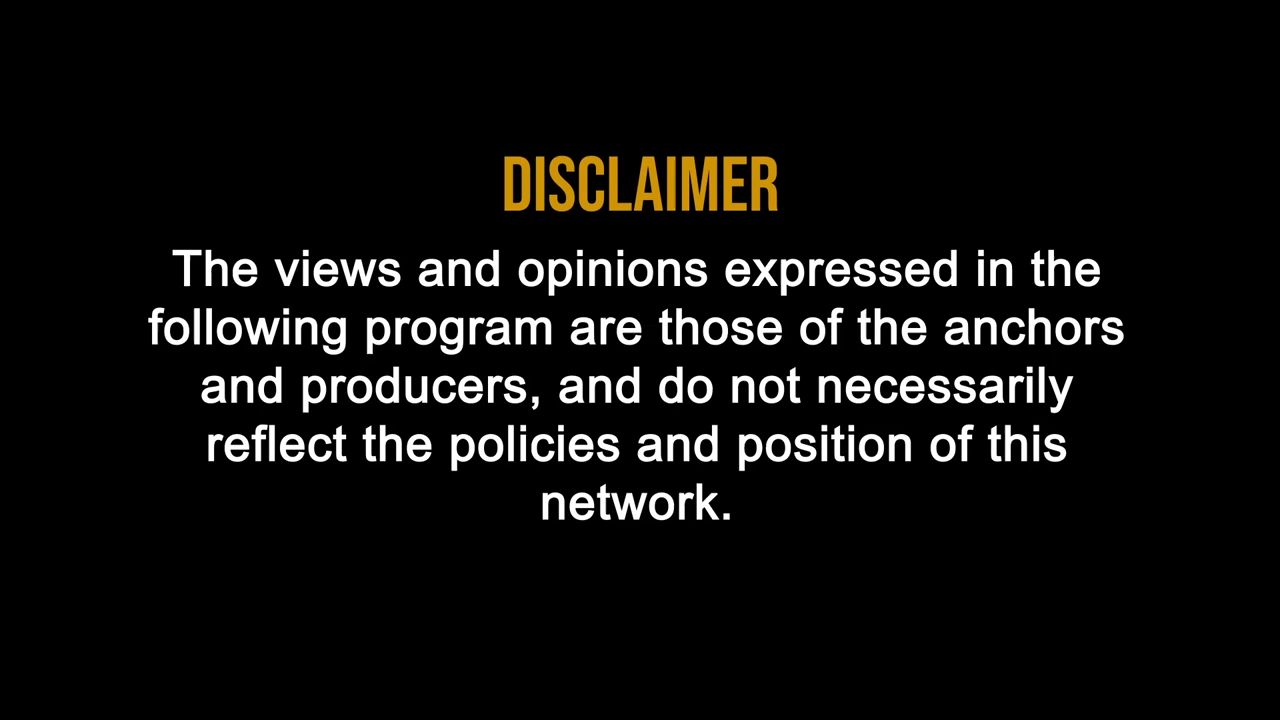 DISCLAIMER
The views and opinions expressed in the
following program are those of the anchors
and producers, and do not necessarily
reflect the policies and position of this
network.